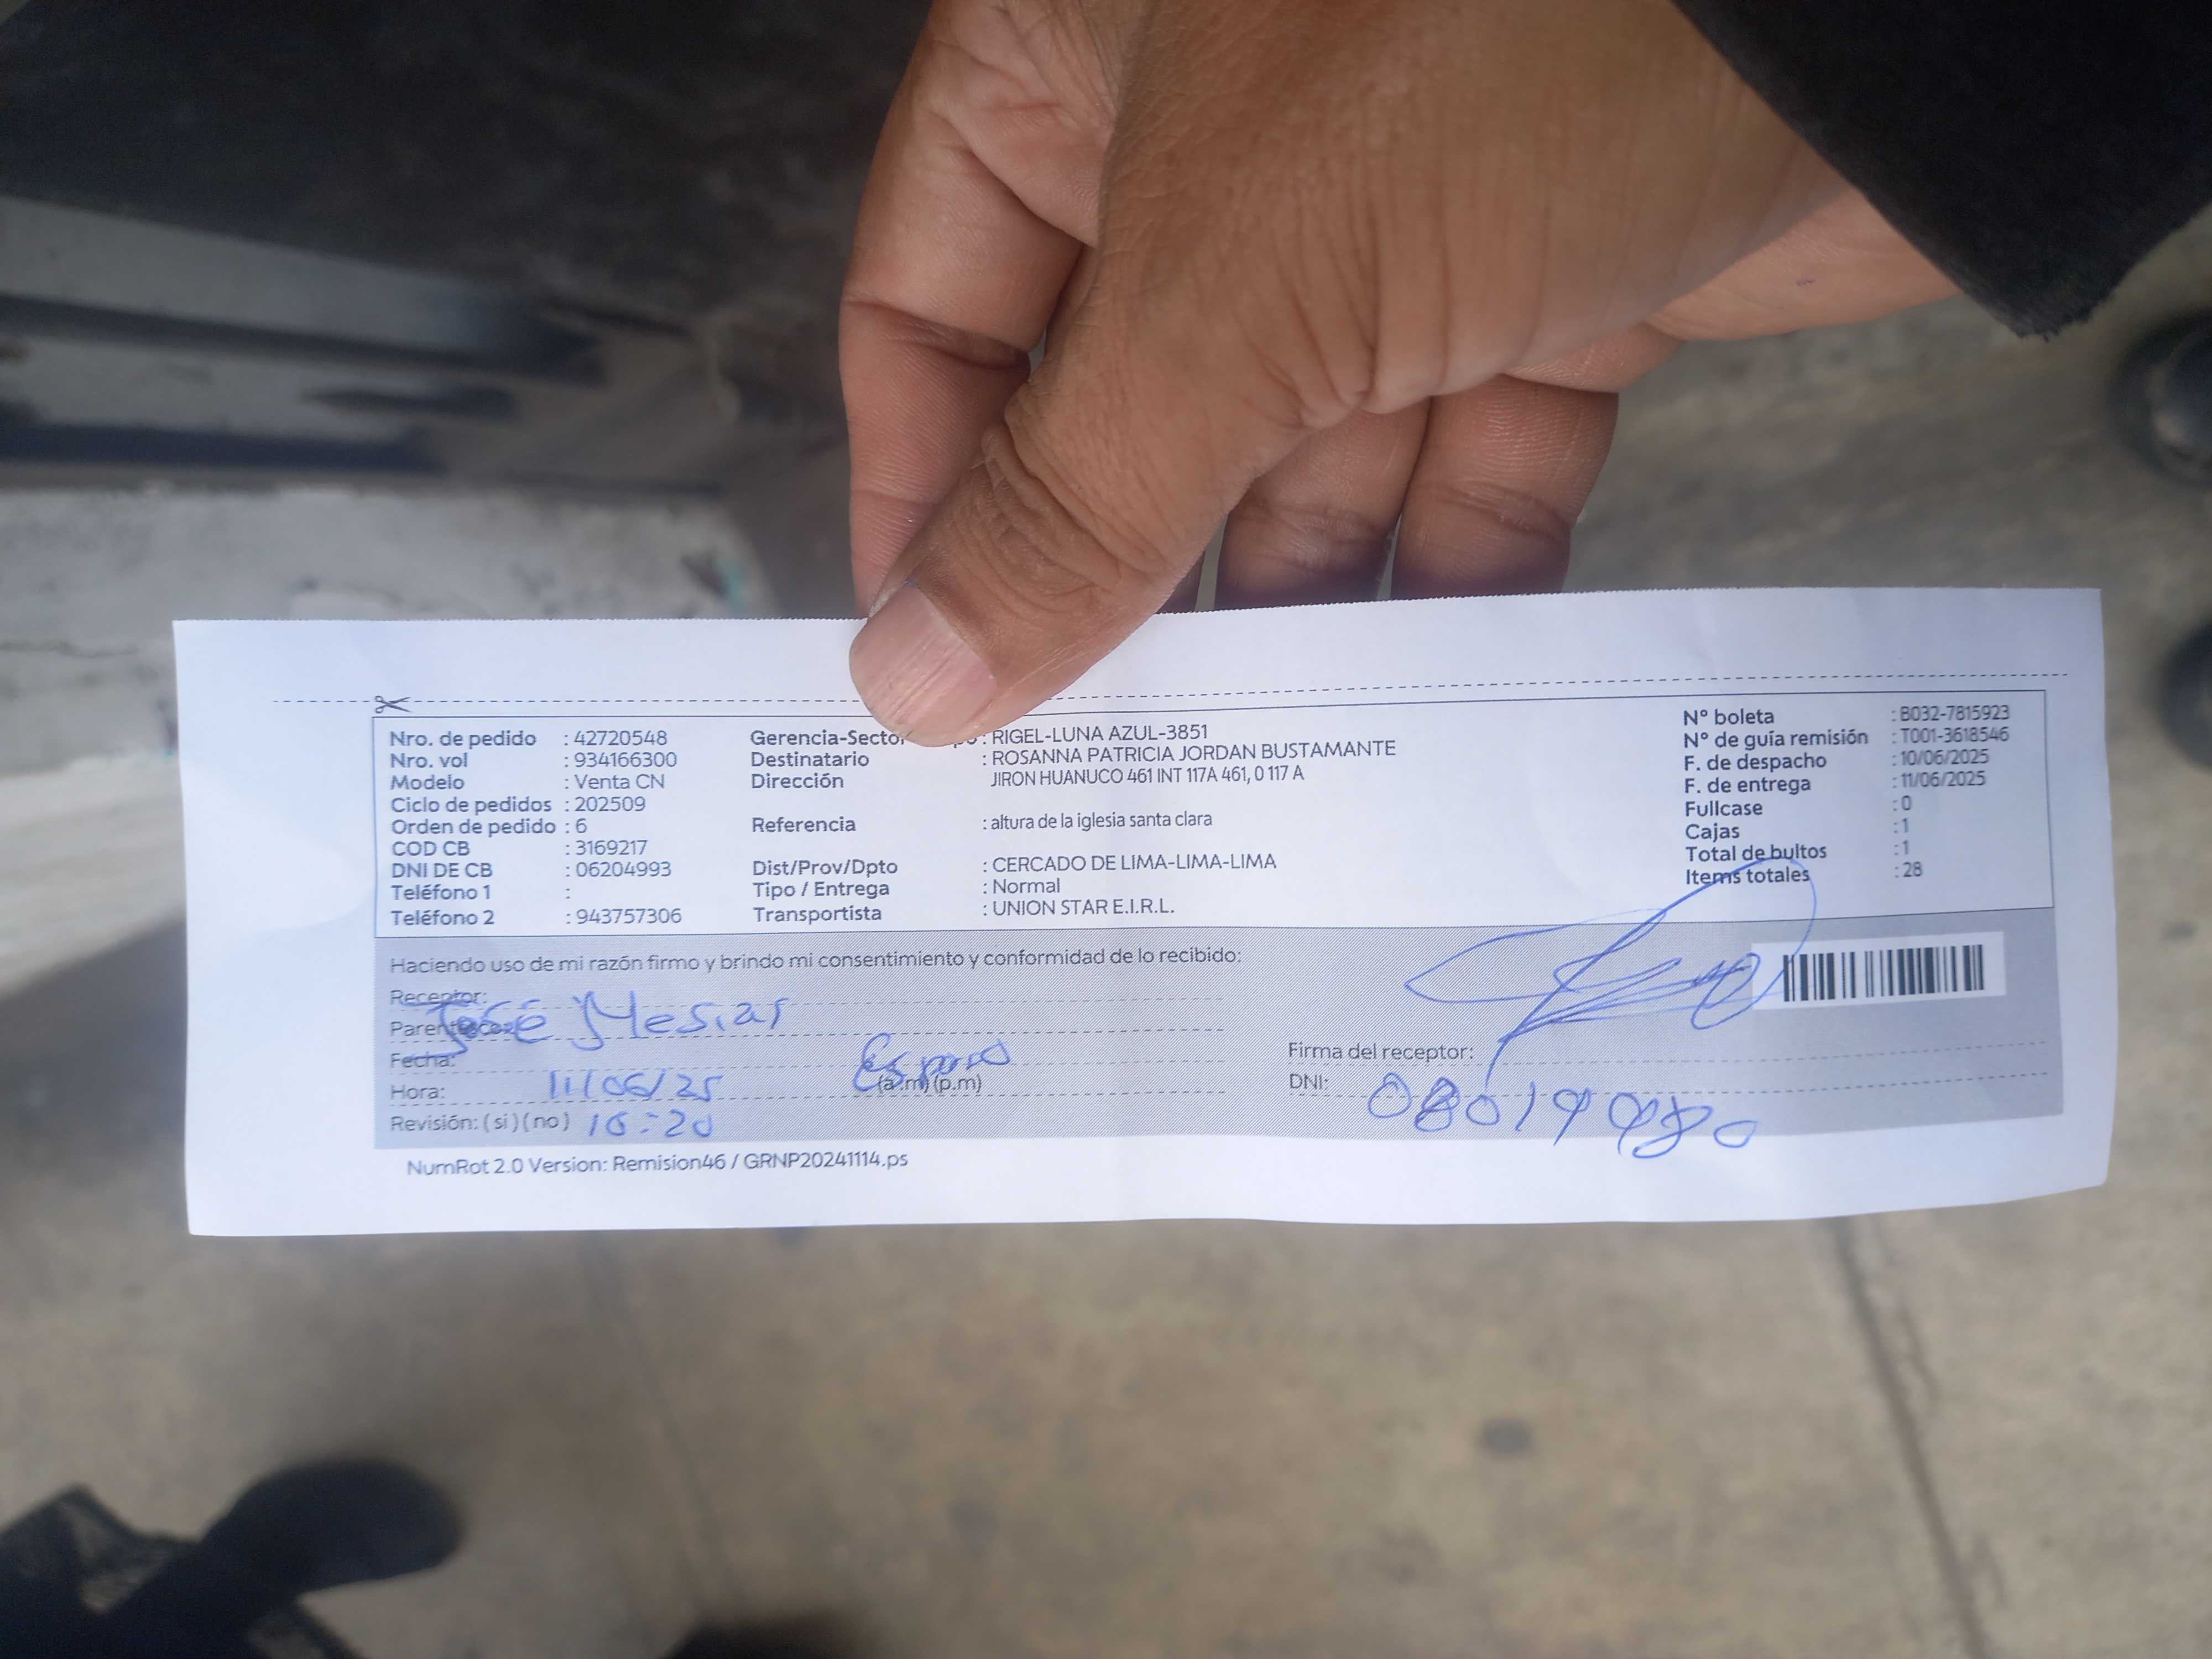 Nro. de pedido : 42720548
Nro. vol : 934166300
Modelo : Venta CN
Ciclo de pedidos : 202509
Orden de pedido : 6
COD CB : 3169217
DNI DE CB : 06204993
Teléfono 1 :
Teléfono 2 : 943757306
Gerencia-Sector : RIGEL-LUNA AZUL-3851
Destinatario : ROSANNA PATRICIA JORDAN BUSTAMANTE
Dirección JIRON HUANUCO 461 INT 117A 461, 0 117 A
Referencia : altura de la iglesia santa clara
Dist/Prov/Dpto : CERCADO DE LIMA-LIMA-LIMA
Tipo / Entrega : Normal
Transportista : UNION STAR E.I.R.L.
Nº boleta : B032-7815923
Nº de guía remisión : T001-3618546
F. de despacho : 10/06/2025
F. de entrega : 11/06/2025
Fullcase : 0
Cajas : 1
Total de bultos : 1
Items totales : 28
Haciendo uso de mi razón firmo y brindo mi consentimiento y conformidad de lo recibido:
Receptor:
Parentesco: José
Fecha:
Hora: 11/06/25 Esposo (a.m) (p.m)
Revisión: (si) (no) 16:20
Firma del receptor:
DNI:
NumRot 2.0 Version: Remision46 / GRNP20241114.ps